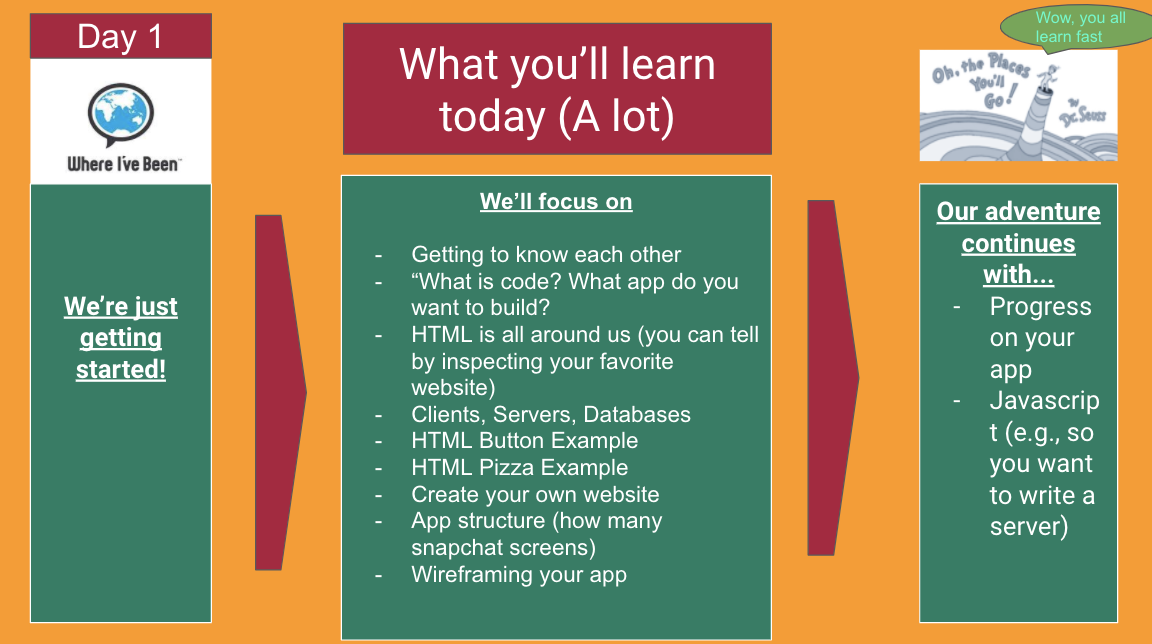 Day 1
Where I've Been™
We're just
getting
started!
What you'll learn
today (A lot)
We'll focus on
- Getting to know each other
- “What is code? What app do you
want to build?
- HTML is all around us (you can tell
by inspecting your favorite
website)
- Clients, Servers, Databases
- HTML Button Example
- HTML Pizza Example
- Create your own website
- App structure (how many
snapchat screens)
- Wireframing your app
Wow, you all
learn fast
Oh, the Places
You'll
Go!
by
Dr. Seuss
Our adventure
continues
with...
- Progress
on your
app
- Javascrip
t (e.g., so
you want
to write a
server)